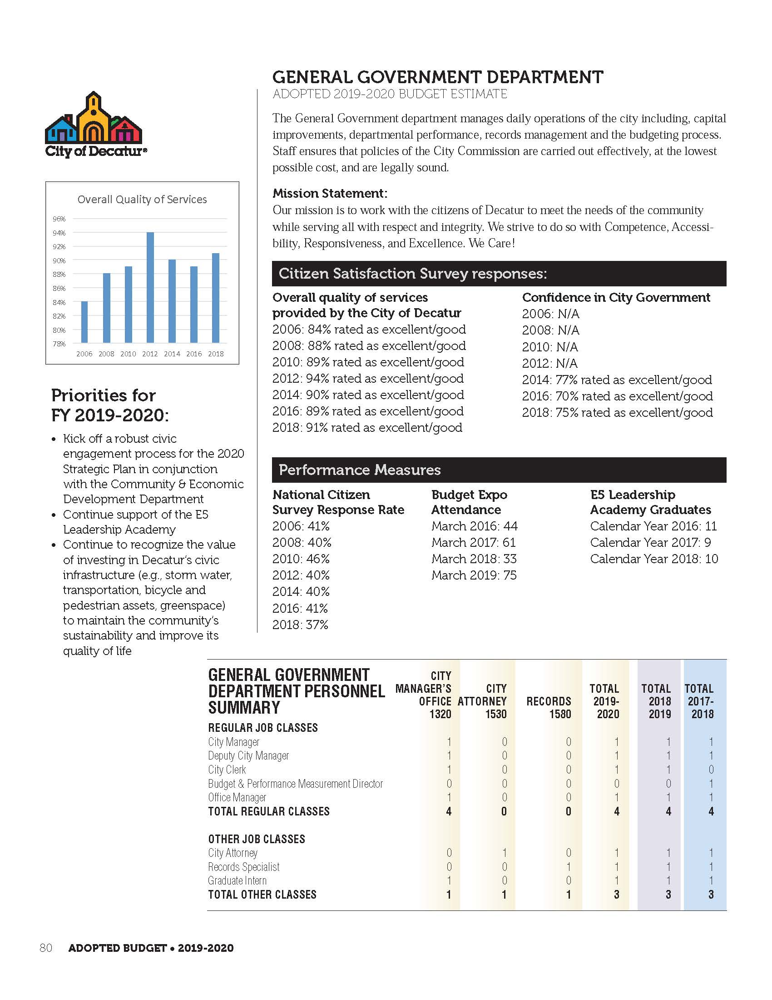 City of Decatur®
Overall Quality of Services
96%
94%
92%
90%
88%
86%
84%
82%
80%
78%
2006 2008 2010 2012 2014 2016 2018
Priorities for
FY 2019-2020:
• Kick off a robust civic
engagement process for the 2020
Strategic Plan in conjunction
with the Community & Economic
Development Department
• Continue support of the E5
Leadership Academy
• Continue to recognize the value
of investing in Decatur's civic
infrastructure (e.g., storm water,
transportation, bicycle and
pedestrian assets, greenspace)
to maintain the community's
sustainability and improve its
quality of life
GENERAL GOVERNMENT DEPARTMENT
ADOPTED 2019-2020 BUDGET ESTIMATE
The General Government department manages daily operations of the city including, capital
improvements, departmental performance, records management and the budgeting process.
Staff ensures that policies of the City Commission are carried out effectively, at the lowest
possible cost, and are legally sound.
Mission Statement:
Our mission is to work with the citizens of Decatur to meet the needs of the community
while serving all with respect and integrity. We strive to do so with Competence, Accessi-
bility, Responsiveness, and Excellence. We Care!
Citizen Satisfaction Survey responses:
Overall quality of services
provided by the City of Decatur
2006: 84% rated as excellent/good
2008: 88% rated as excellent/good
2010: 89% rated as excellent/good
2012: 94% rated as excellent/good
2014: 90% rated as excellent/good
2016: 89% rated as excellent/good
2018: 91% rated as excellent/good
Confidence in City Government
2006: N/A
2008: N/A
2010: N/A
2012: N/A
2014: 77% rated as excellent/good
2016: 70% rated as excellent/good
2018: 75% rated as excellent/good
Performance Measures
National Citizen
Survey Response Rate
2006: 41%
2008: 40%
2010: 46%
2012: 40%
2014: 40%
2016: 41%
2018: 37%
Budget Expo
Attendance
March 2016: 44
March 2017: 61
March 2018: 33
March 2019: 75
E5 Leadership
Academy Graduates
Calendar Year 2016: 11
Calendar Year 2017: 9
Calendar Year 2018: 10
GENERAL GOVERNMENT
DEPARTMENT PERSONNEL
SUMMARY
CITY
MANAGER'S
OFFICE
1320
CITY
ATTORNEY
1530
RECORDS
1580
TOTAL
2019-
2020
TOTAL
2018
2019
TOTAL
2017-
2018
REGULAR JOB CLASSES
City Manager 1 0 0 1 1 1
Deputy City Manager 1 0 0 1 1 1
City Clerk 1 0 0 1 1 0
Budget & Performance Measurement Director 0 0 0 0 0 1
Office Manager 1 0 0 1 1 1
TOTAL REGULAR CLASSES 4 0 0 4 4 4
OTHER JOB CLASSES
City Attorney 0 1 0 1 1 1
Records Specialist 0 0 1 1 1 1
Graduate Intern 1 0 0 1 1 1
TOTAL OTHER CLASSES 1 1 1 3 3 3
80 ADOPTED BUDGET • 2019-2020